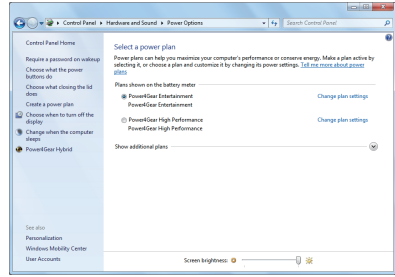 Control Panel ▸ Hardware and Sound ▸ Power Options
Search Control Panel
Control Panel Home
Require a password on wakeup
Choose what the power
buttons do
Choose what closing the lid
does
Create a power plan
Choose when to turn off the
display
Change when the computer
sleeps
Power4Gear Hybrid
See also
Personalization
Windows Mobility Center
User Accounts
Select a power plan
Power plans can help you maximize your computer's performance or conserve energy. Make a plan active by
selecting it, or choose a plan and customize it by changing its power settings. Tell me more about power
plans
Plans shown on the battery meter
Power4Gear Entertainment
Change plan settings
Power4Gear Entertainment
Power4Gear High Performance
Change plan settings
Power4Gear High Performance
Show additional plans
Screen brightness: